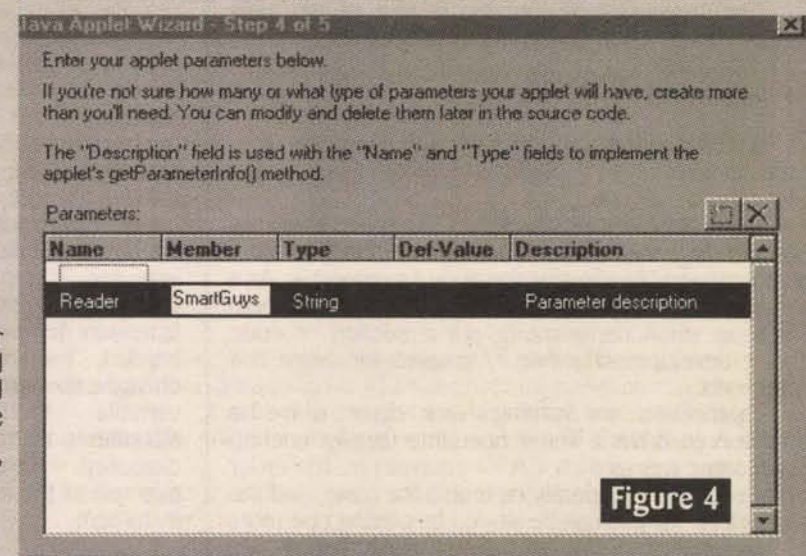 Java Applet Wizard - Step 4 of 5
Enter your applet parameters below.
If you're not sure how many or what type of parameters your applet will have, create more
than you'll need. You can modify and delete them later in the source code.
The "Description" field is used with the "Name" and "Type" fields to implement the
applet's getParameterInfo() method.
Parameters:
Name Member Type Def-Value Description
Reader SmartGuys String Parameter description
Figure 4